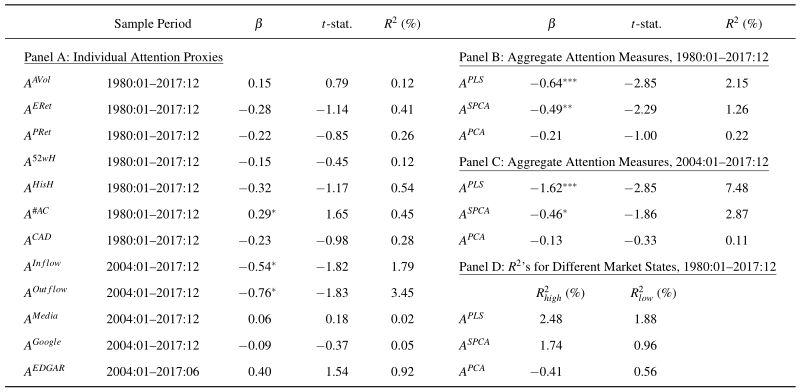 Sample Period β t-stat. R² (%) β t-stat. R² (%)
Panel A: Individual Attention Proxies Panel B: Aggregate Attention Measures, 1980:01–2017:12
A^AVol 1980:01–2017:12 0.15 0.79 0.12 A^PLS −0.64*** −2.85 2.15
A^ERet 1980:01–2017:12 −0.28 −1.14 0.41 A^SPCA −0.49** −2.29 1.26
A^PRet 1980:01–2017:12 −0.22 −0.85 0.26 A^PCA −0.21 −1.00 0.22
A^52wH 1980:01–2017:12 −0.15 −0.45 0.12 Panel C: Aggregate Attention Measures, 2004:01–2017:12
A^HisH 1980:01–2017:12 −0.32 −1.17 0.54 A^PLS −1.62*** −2.85 7.48
A^#AC 1980:01–2017:12 0.29* 1.65 0.45 A^SPCA −0.46* −1.86 2.87
A^CAD 1980:01–2017:12 −0.23 −0.98 0.28 A^PCA −0.13 −0.33 0.11
A^Inflow 2004:01–2017:12 −0.54* −1.82 1.79 Panel D: R²'s for Different Market States, 1980:01–2017:12
A^Outflow 2004:01–2017:12 −0.76* −1.83 3.45 R²_high (%) R²_low (%)
A^Media 2004:01–2017:12 0.06 0.18 0.02 A^PLS 2.48 1.88
A^Google 2004:01–2017:12 −0.09 −0.37 0.05 A^SPCA 1.74 0.96
A^EDGAR 2004:01–2017:06 0.40 1.54 0.92 A^PCA −0.41 0.56